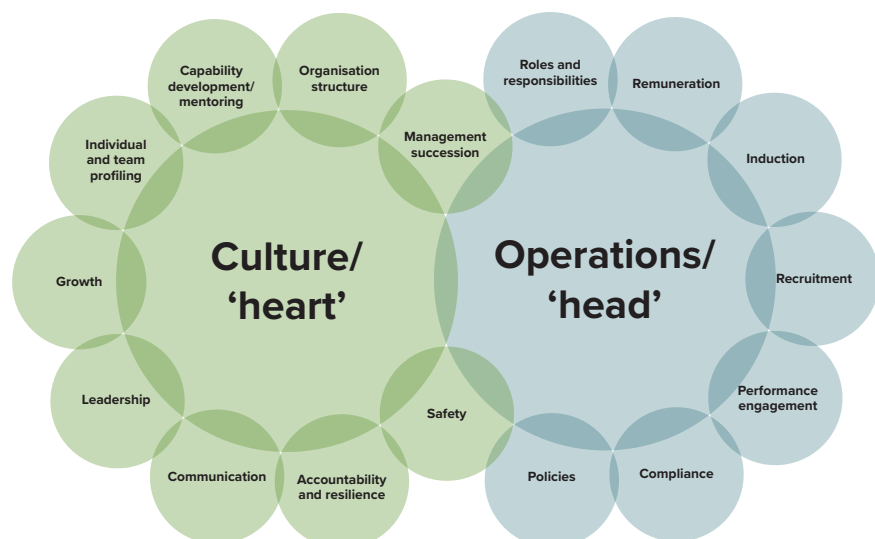 Capability
development/
mentoring
Organisation
structure
Roles and
responsibilities
Remuneration
Individual
and team
profiling
Management
succession
Induction
Culture/
‘heart’
Operations/
‘head’
Growth
Recruitment
Leadership
Safety
Performance
engagement
Communication
Accountability
and resilience
Policies
Compliance